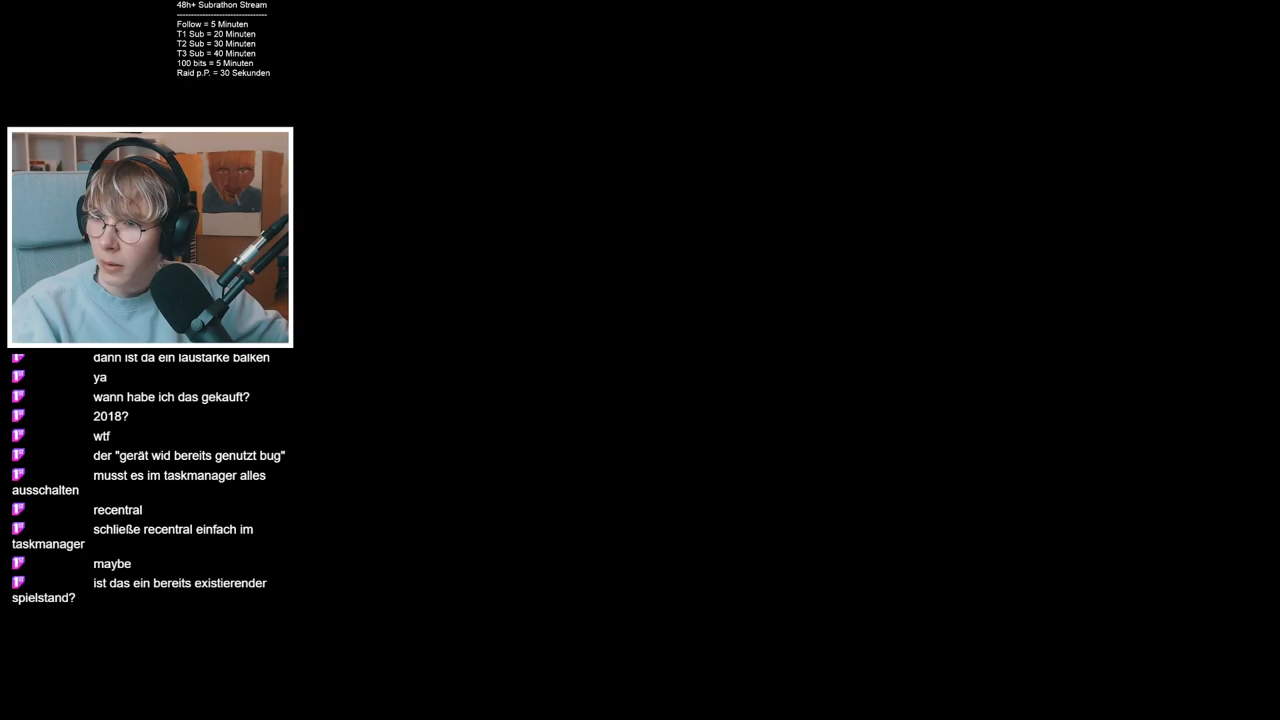 48h+ Subrathon Stream
--------------------------------
Follow = 5 Minuten
T1 Sub = 20 Minuten
T2 Sub = 30 Minuten
T3 Sub = 40 Minuten
100 bits = 5 Minuten
Raid p.P. = 30 Sekunden
dann ist da ein laustärke balken
ya
wann habe ich das gekauft?
2018?
wtf
der "gerät wid bereits genutzt bug"
musst es im taskmanager alles
ausschalten
recentral
schließe recentral einfach im
taskmanager
maybe
ist das ein bereits existierender
spielstand?